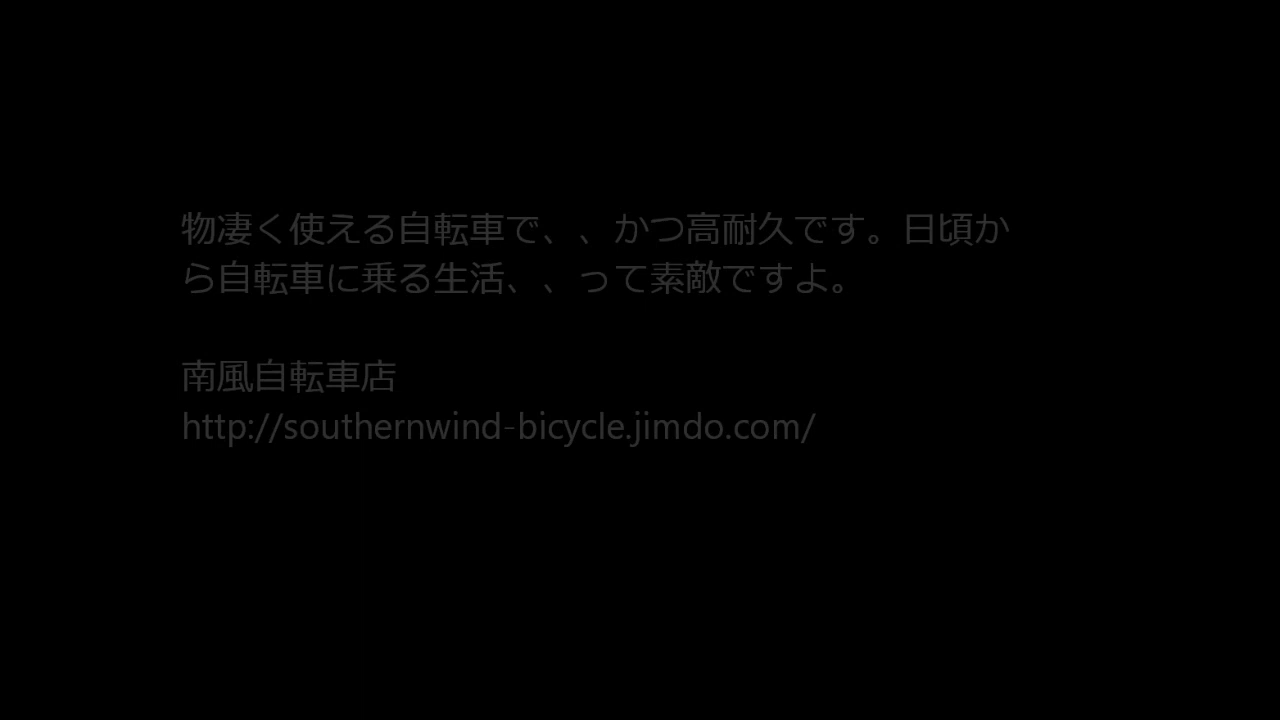 物凄く使える自転車で、、かつ高耐久です。日頃か
ら自転車に乗る生活、、って素敵ですよ。
南風自転車店
http://southernwind-bicycle.jimdo.com/